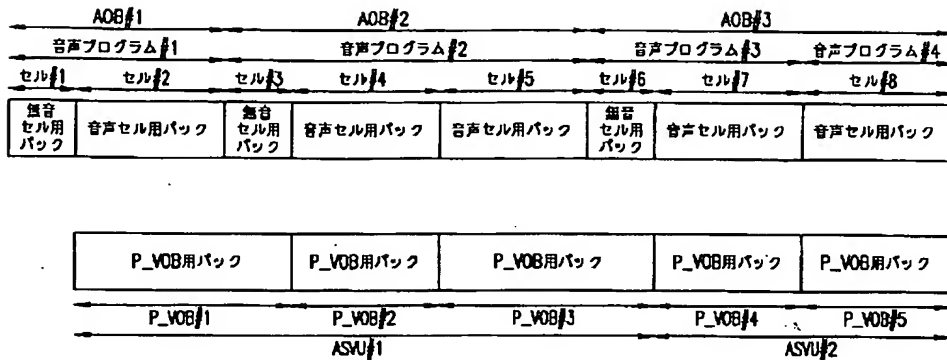 AOB#1 AOB#2 AOB#3
音声プログラム#1 音声プログラム#2 音声プログラム#3 音声プログラム#4
セル#1 セル#2 セル#3 セル#4 セル#5 セル#6 セル#7 セル#8
無音セル用パック 音声セル用パック 無音セル用パック 音声セル用パック 音声セル用パック 無音セル用パック 音声セル用パック 音声セル用パック
P_VOB用パック P_VOB用パック P_VOB用パック P_VOB用パック P_VOB用パック
P_VOB#1 P_VOB#2 P_VOB#3 P_VOB#4 P_VOB#5
ASVU#1 ASVU#2